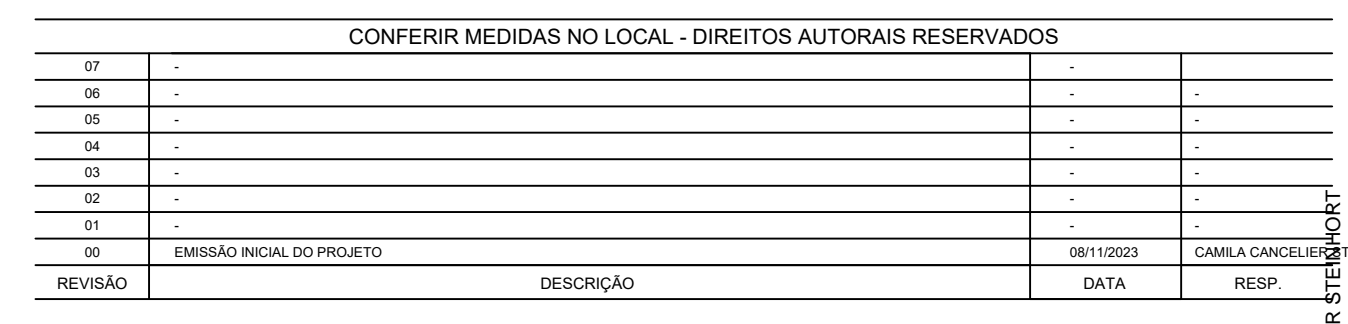 CONFERIR MEDIDAS NO LOCAL - DIREITOS AUTORAIS RESERVADOS
07 - -
06 - - -
05 - - -
04 - - -
03 - - -
02 - - -
01 - - -
00 EMISSÃO INICIAL DO PROJETO 08/11/2023 CAMILA CANCELIER ST
REVISÃO DESCRIÇÃO DATA RESP.
R STEINHORT